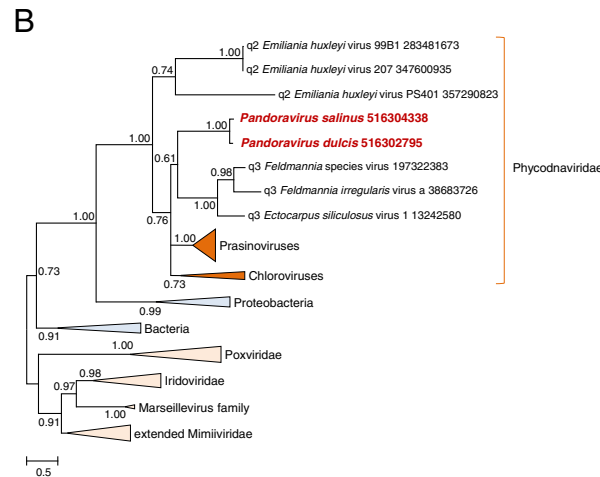 B
1.00
q2 Emiliania huxleyi virus 99B1 283481673
q2 Emiliania huxleyi virus 207 347600935
0.74
q2 Emiliania huxleyi virus PS401 357290823
1.00
Pandoravirus salinus 516304338
1.00
Pandoravirus dulcis 516302795
0.61
q3 Feldmannia species virus 197322383
Phycodnaviridae
0.98
q3 Feldmannia irregularis virus a 38683726
1.00
q3 Ectocarpus siliculosus virus 1 13242580
1.00
0.76
1.00
Prasinoviruses
0.73
Chloroviruses
0.73
Proteobacteria
0.99
Bacteria
0.91
1.00
Poxviridae
0.98
Iridoviridae
0.97
Marseillevirus family
1.00
0.91
extended Mimiiviridae
0.5